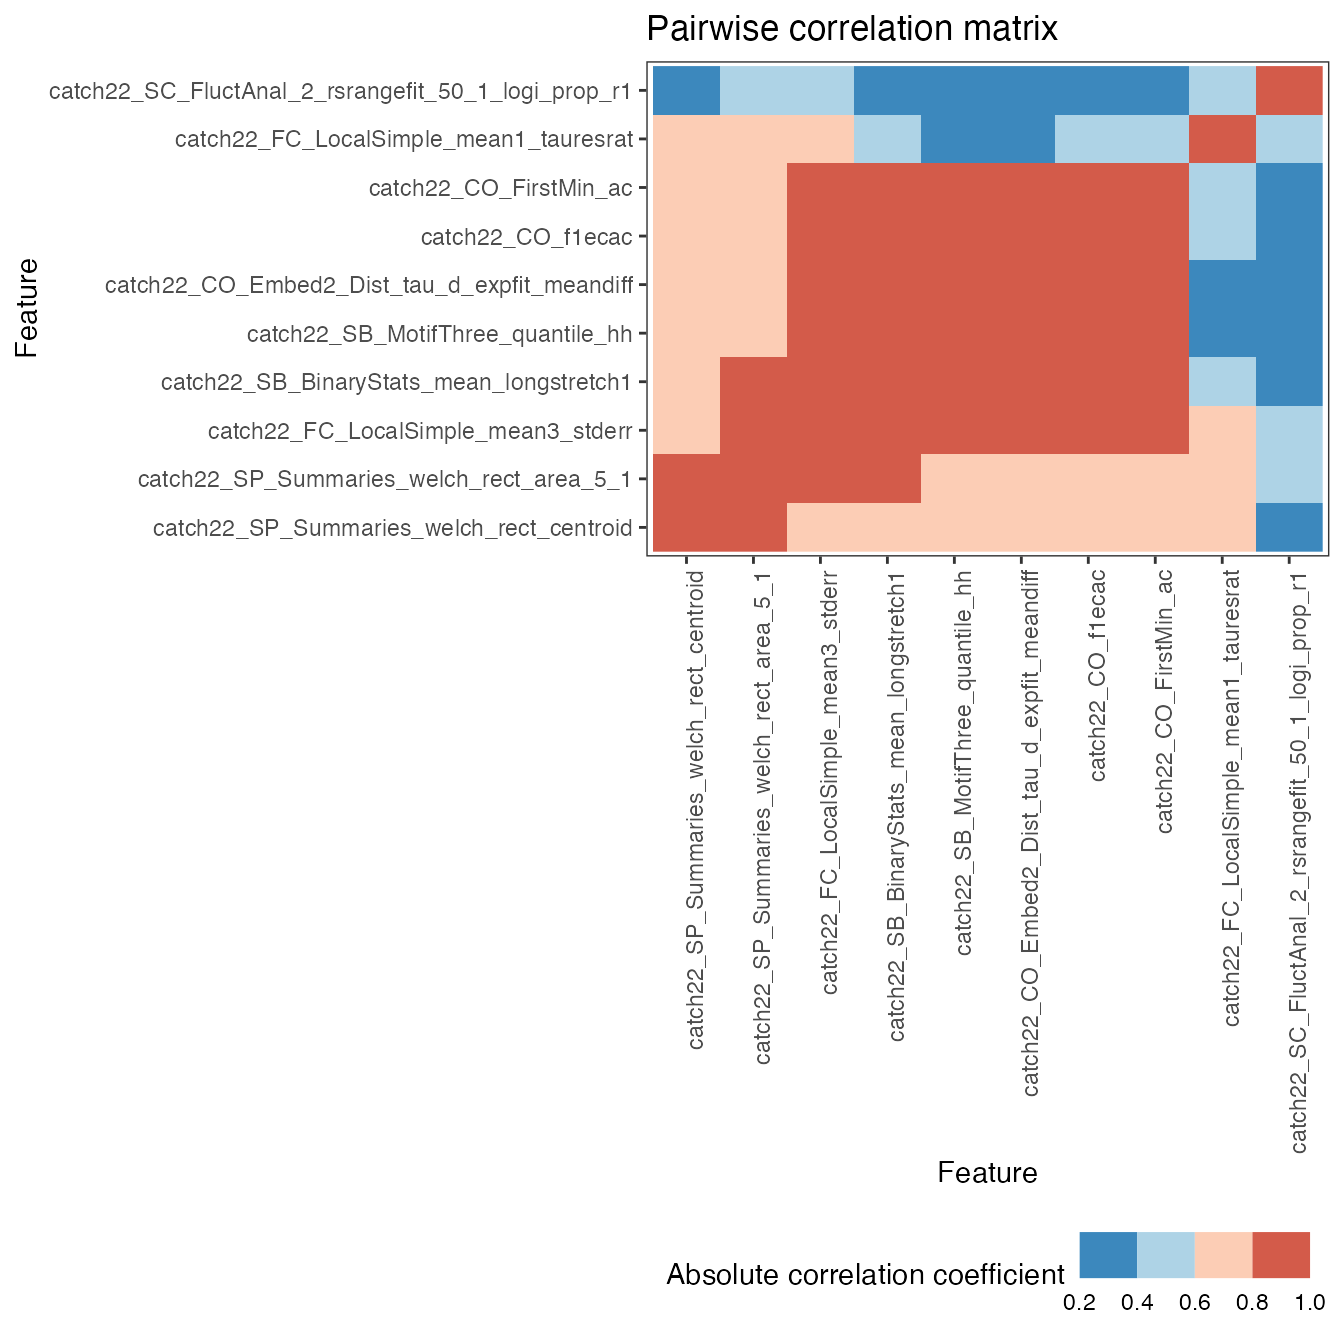 Pairwise correlation matrix
catch22_SC_FluctAnal_2_rsrangefit_50_1_logi_prop_r1
catch22_FC_LocalSimple_mean1_tauresrat
catch22_CO_FirstMin_ac
catch22_CO_f1ecac
catch22_CO_Embed2_Dist_tau_d_expfit_meandiff
catch22_SB_MotifThree_quantile_hh
catch22_SB_BinaryStats_mean_longstretch1
catch22_FC_LocalSimple_mean3_stderr
catch22_SP_Summaries_welch_rect_area_5_1
catch22_SP_Summaries_welch_rect_centroid
Feature
catch22_SP_Summaries_welch_rect_centroid
catch22_SP_Summaries_welch_rect_area_5_1
catch22_FC_LocalSimple_mean3_stderr
catch22_SB_BinaryStats_mean_longstretch1
catch22_SB_MotifThree_quantile_hh
catch22_CO_Embed2_Dist_tau_d_expfit_meandiff
catch22_CO_f1ecac
catch22_CO_FirstMin_ac
catch22_FC_LocalSimple_mean1_tauresrat
catch22_SC_FluctAnal_2_rsrangefit_50_1_logi_prop_r1
Feature
Absolute correlation coefficient
0.2 0.4 0.6 0.8 1.0